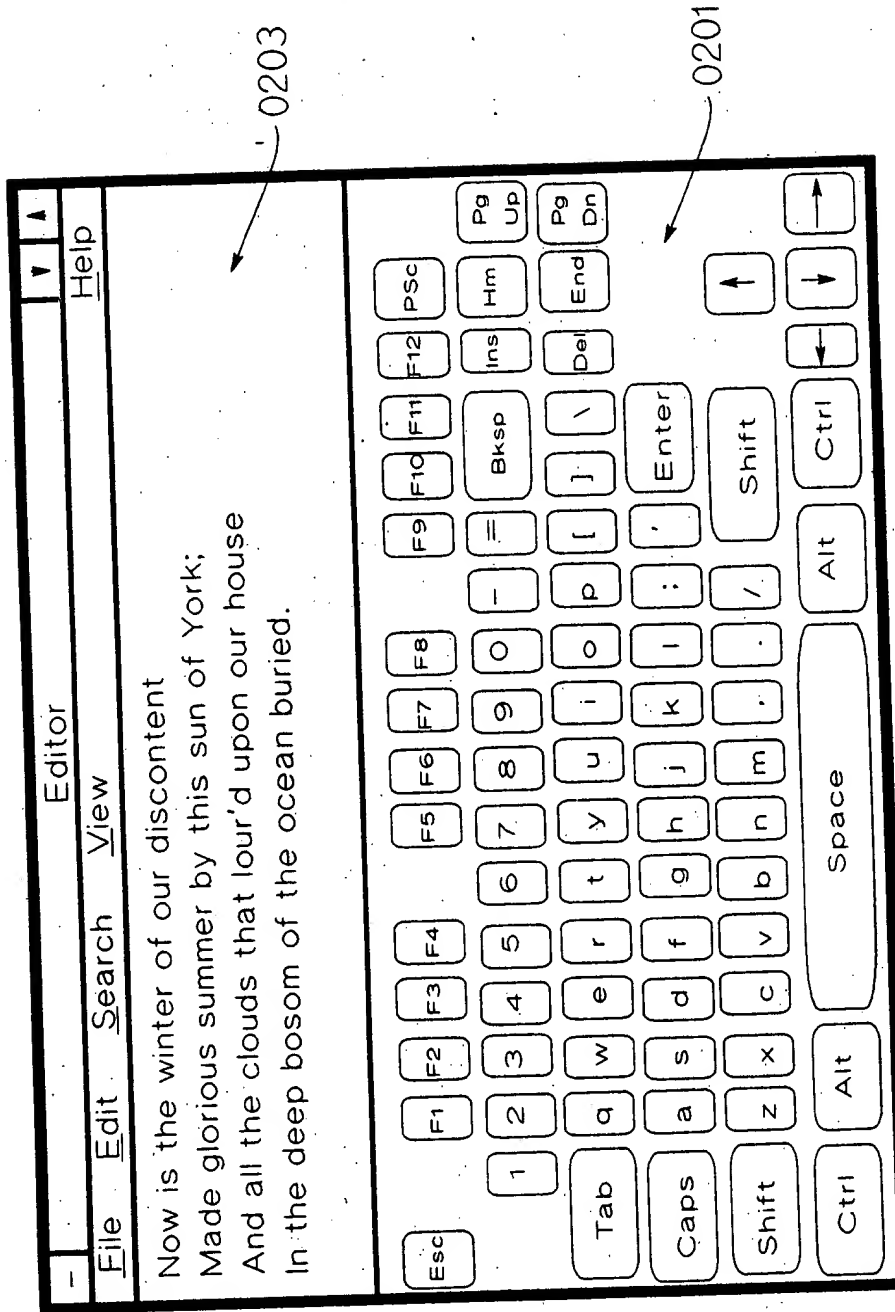 - Editor
File Edit Search View Help
Now is the winter of our discontent
Made glorious summer by this sun of York;
And all the clouds that lour'd upon our house
In the deep bosom of the ocean buried.
0203
Esc F1 F2 F3 F4 F5 F6 F7 F8 F9 F10 F11 F12 PSc
1 2 3 4 5 6 7 8 9 0 - = Bksp Ins Hm Pg Up
Tab q w e r t y u i o p [ ] \ Del End Pg Dn
Caps a s d f g h j k l : ' Enter
Shift z x c v b n m . . / Shift ↑
Ctrl Alt Space Alt Ctrl ← ↓ →
0201